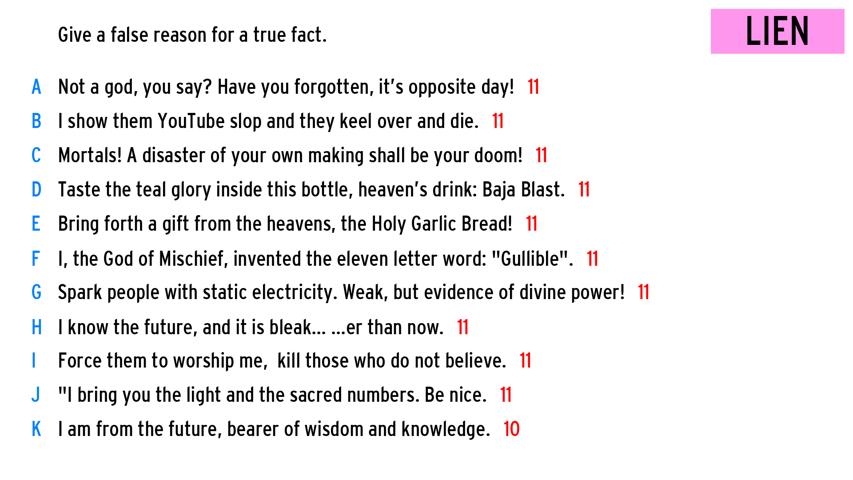 Give a false reason for a true fact.
LIEN
A Not a god, you say? Have you forgotten, it's opposite day! 11
B I show them YouTube slop and they keel over and die. 11
C Mortals! A disaster of your own making shall be your doom! 11
D Taste the teal glory inside this bottle, heaven's drink: Baja Blast. 11
E Bring forth a gift from the heavens, the Holy Garlic Bread! 11
F I, the God of Mischief, invented the eleven letter word: "Gullible". 11
G Spark people with static electricity. Weak, but evidence of divine power! 11
H I know the future, and it is bleak... ...er than now. 11
I Force them to worship me,  kill those who do not believe. 11
J "I bring you the light and the sacred numbers. Be nice. 11
K I am from the future, bearer of wisdom and knowledge. 10